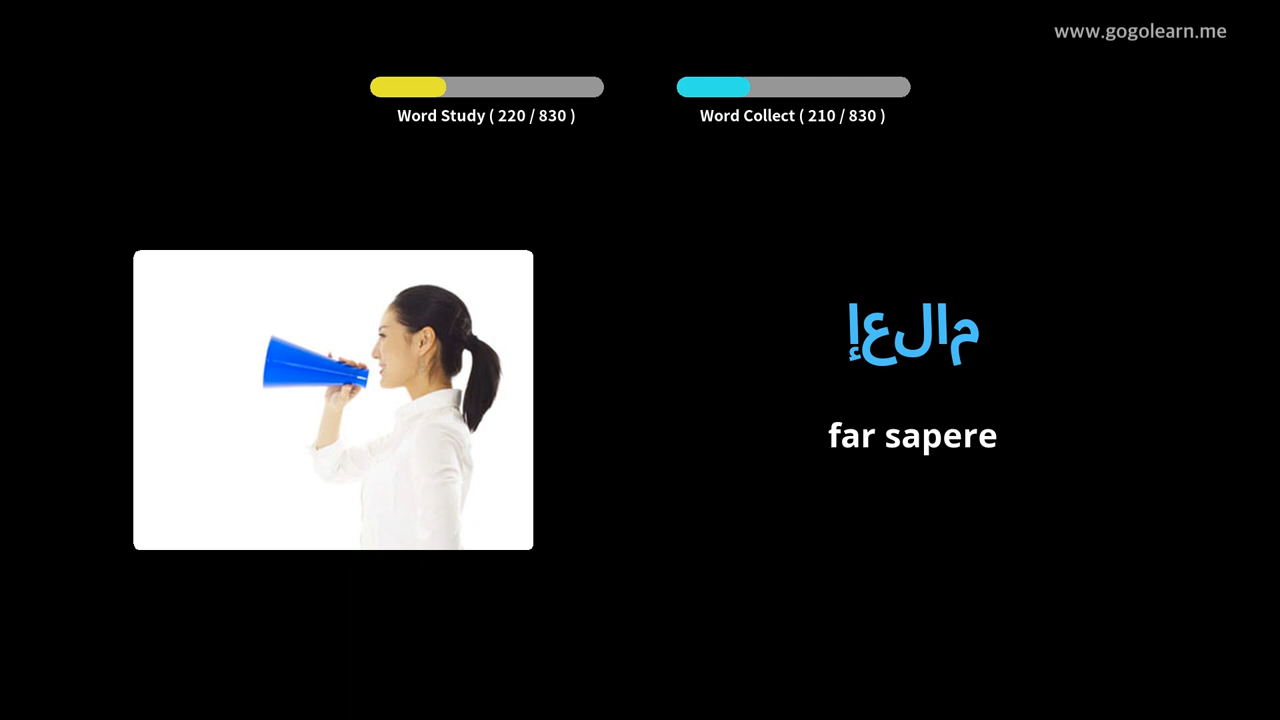 www.gogolearn.me
Word Study ( 220 / 830 )
Word Collect ( 210 / 830 )
إعلام
far sapere